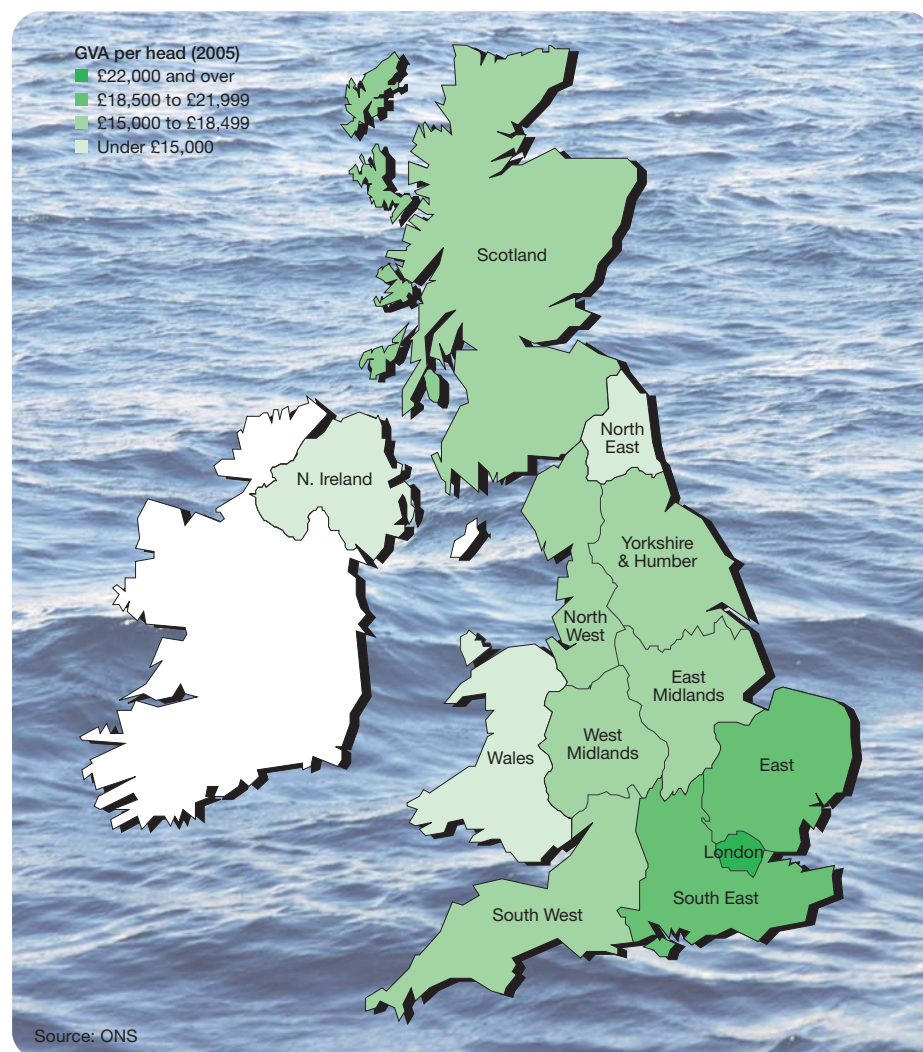 GVA per head (2005)
£22,000 and over
£18,500 to £21,999
£15,000 to £18,499
Under £15,000
Scotland
North
East
N. Ireland
Yorkshire
& Humber
North
West
East
Midlands
West
Midlands
Wales
East
London
South East
South West
Source: ONS